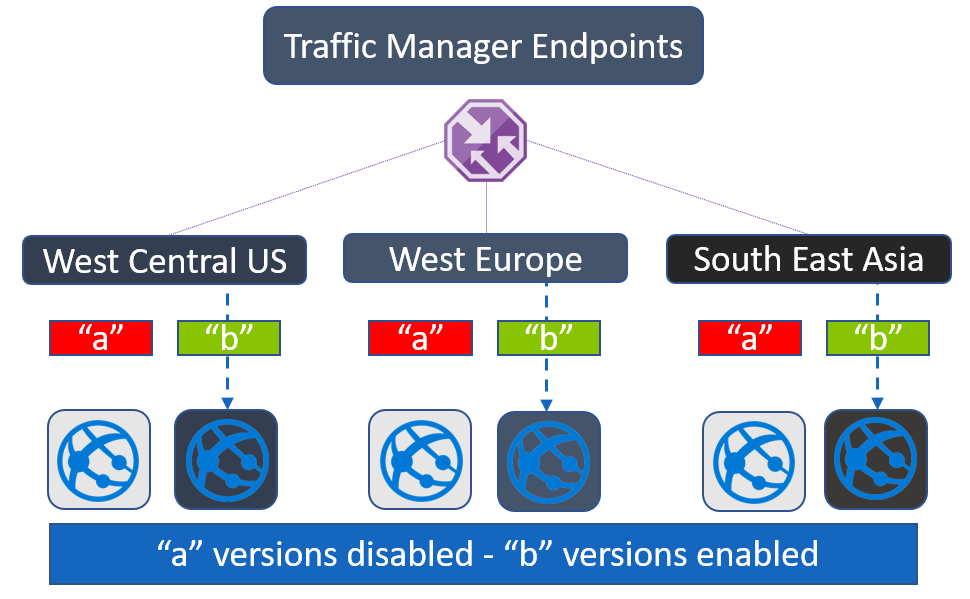 Traffic Manager Endpoints
West Central US
West Europe
South East Asia
“a”
“b”
“a”
“b”
“a”
“b”
“a” versions disabled - “b” versions enabled